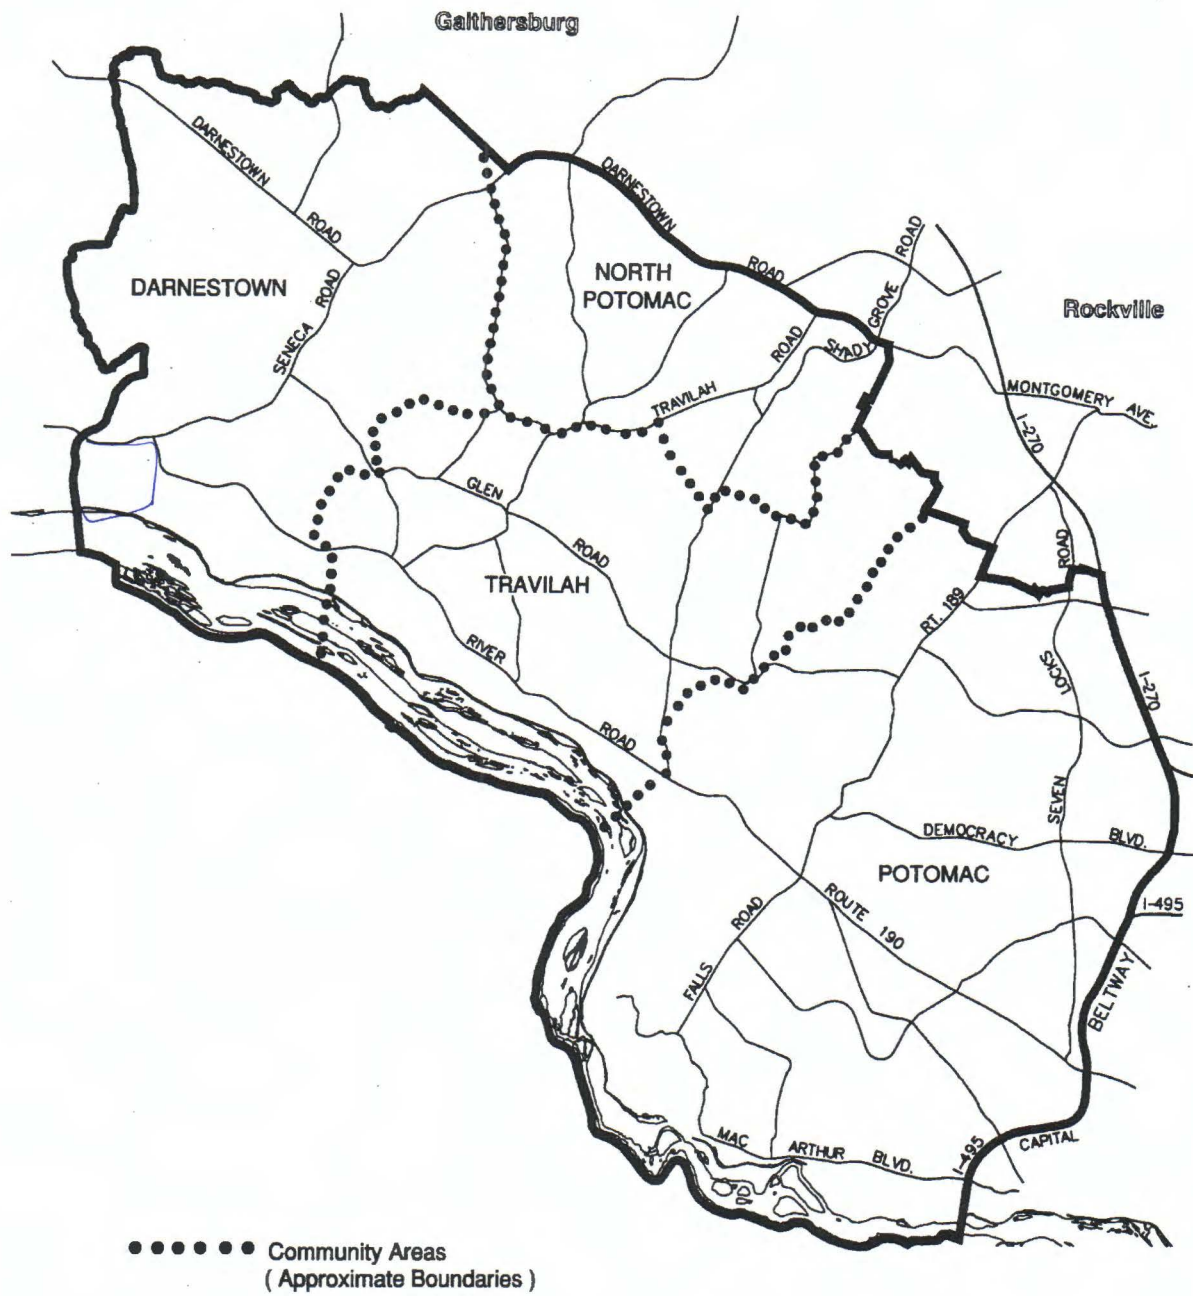 Gaithersburg
DARNESTOWN
ROAD
DARNESTOWN
ROAD
ROAD
GROVE
SHADY
NORTH
POTOMAC
DARNESTOWN
Rockville
SENECA
ROAD
ROAD
TRAVILAH
MONTGOMERY AVE.
I-270
GLEN
ROAD
ROAD
TRAVILAH
RT. 189
RIVER
LOCKS
I-270
ROAD
SEVEN
DEMOCRACY
BLVD.
POTOMAC
ROUTE 190
I-495
ROAD
FALLS
BELTWAY
MAC ARTHUR BLVD.
I-495
CAPITAL
Community Areas
( Approximate Boundaries )